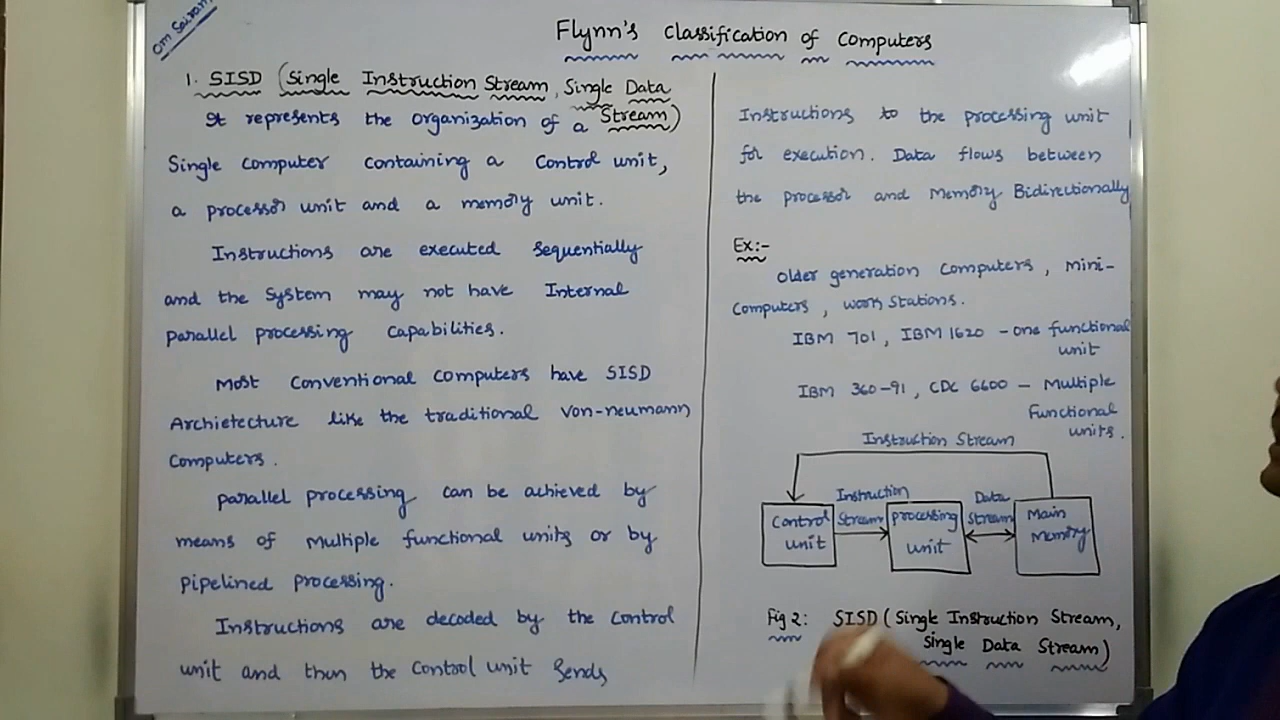 Om Sairam
Flynn's Classification of Computers
1. SISD (Single Instruction Stream, Single Data
Stream)
It represents the organization of a
Single computer containing a Control unit,
a processor unit and a memory unit.
Instructions are executed Sequentially
and the System may not have Internal
parallel processing capabilities.
Most Conventional Computers have SISD
Archietecture like the traditional Von-neumann
Computers.
parallel processing can be achieved by
means of Multiple functional units or by
pipelined processing.
Instructions are decoded by the Control
unit and then the Control unit Sends
Instructions to the processing unit
for execution. Data flows between
the processor and Memory Bidirectionally
Ex:-
Older generation Computers, Mini-
Computers, work Stations.
IBM 701, IBM 1620 - one functional
unit
IBM 360-91, CDC 6600 - Multiple
Functional
units.
Instruction Stream
Control
unit
Instruction
Stream
processing
unit
Data
Stream
Main
Memory
Fig 2: SISD (Single Instruction Stream,
Single Data Stream)